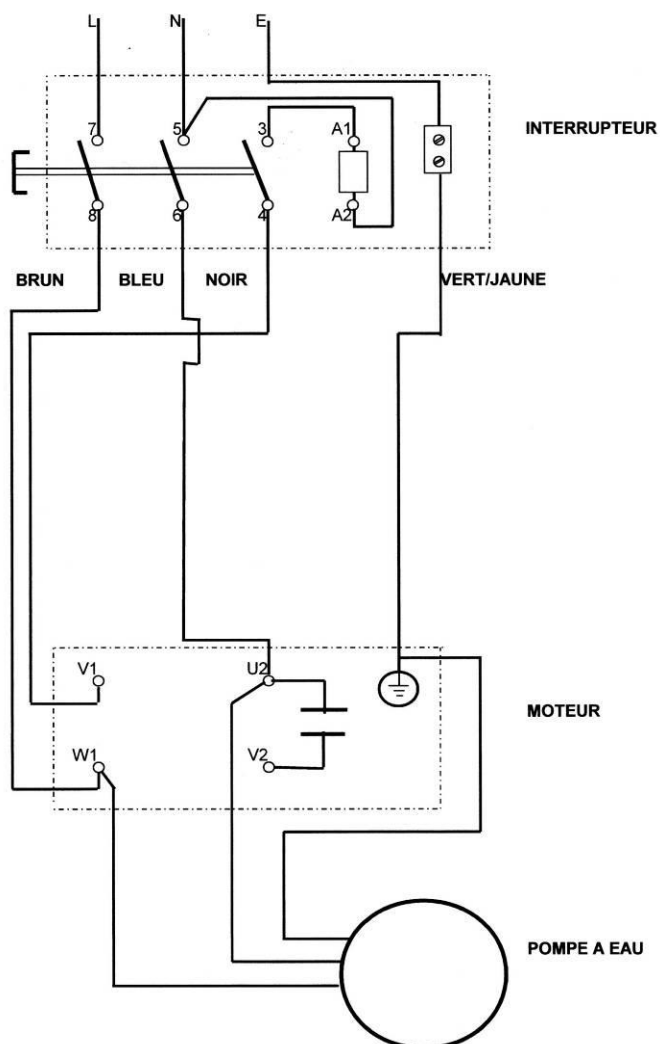 L N E
7 5 3 A1
INTERRUPTEUR
8 6 4 A2
BRUN BLEU NOIR VERT/JAUNE
V1 U2
MOTEUR
W1 V2
POMPE A EAU